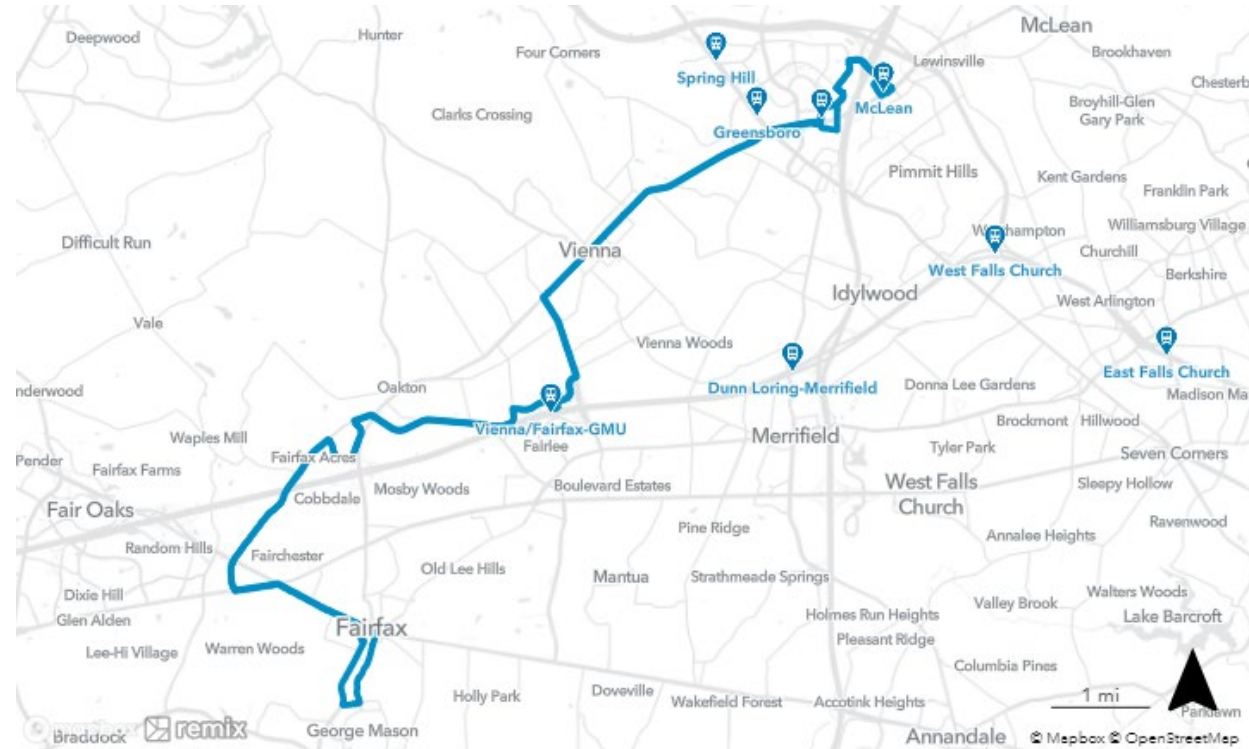 McLean
Deepwood
Hunter
Four Corners
Brookhaven
Lewinsville
Spring Hill
McLean
Broyhill-Glen
Gary Park
Clarks Crossing
Greensboro
Pimmit Hills
Kent Gardens
Franklin Park
Williamsburg Village
Difficult Run
Vienna
Churchill
West Falls Church
Berkshire
Idylwood
West Arlington
Vale
Vienna Woods
East Falls Church
Oakton
Dunn Loring-Merrifield
Donna Lee Gardens
Brockmont
Hillwood
Waples Mill
Vienna/Fairfax-GMU
Fairlee
Merrifield
Tyler Park
Seven Corners
Pender
Fairfax Farms
Fairfax Acres
Cobbdale
Mosby Woods
Boulevard Estates
West Falls
Church
Sleepy Hollow
Fair Oaks
Pine Ridge
Ravenwood
Annalee Heights
Random Hills
Fairchester
Old Lee Hills
Mantua
Strathmeade Springs
Dixie Hill
Glen Alden
Valley Brook
Walters Woods
Holmes Run Heights
Lake Barcroft
Fairfax
Pleasant Ridge
Lee-Hi Village
Warren Woods
Columbia Pines
Holly Park
Doveville
Wakefield Forest
Accotink Heights
1 mi
George Mason
remix
Braddock
Annandale
© Mapbox © OpenStreetMap